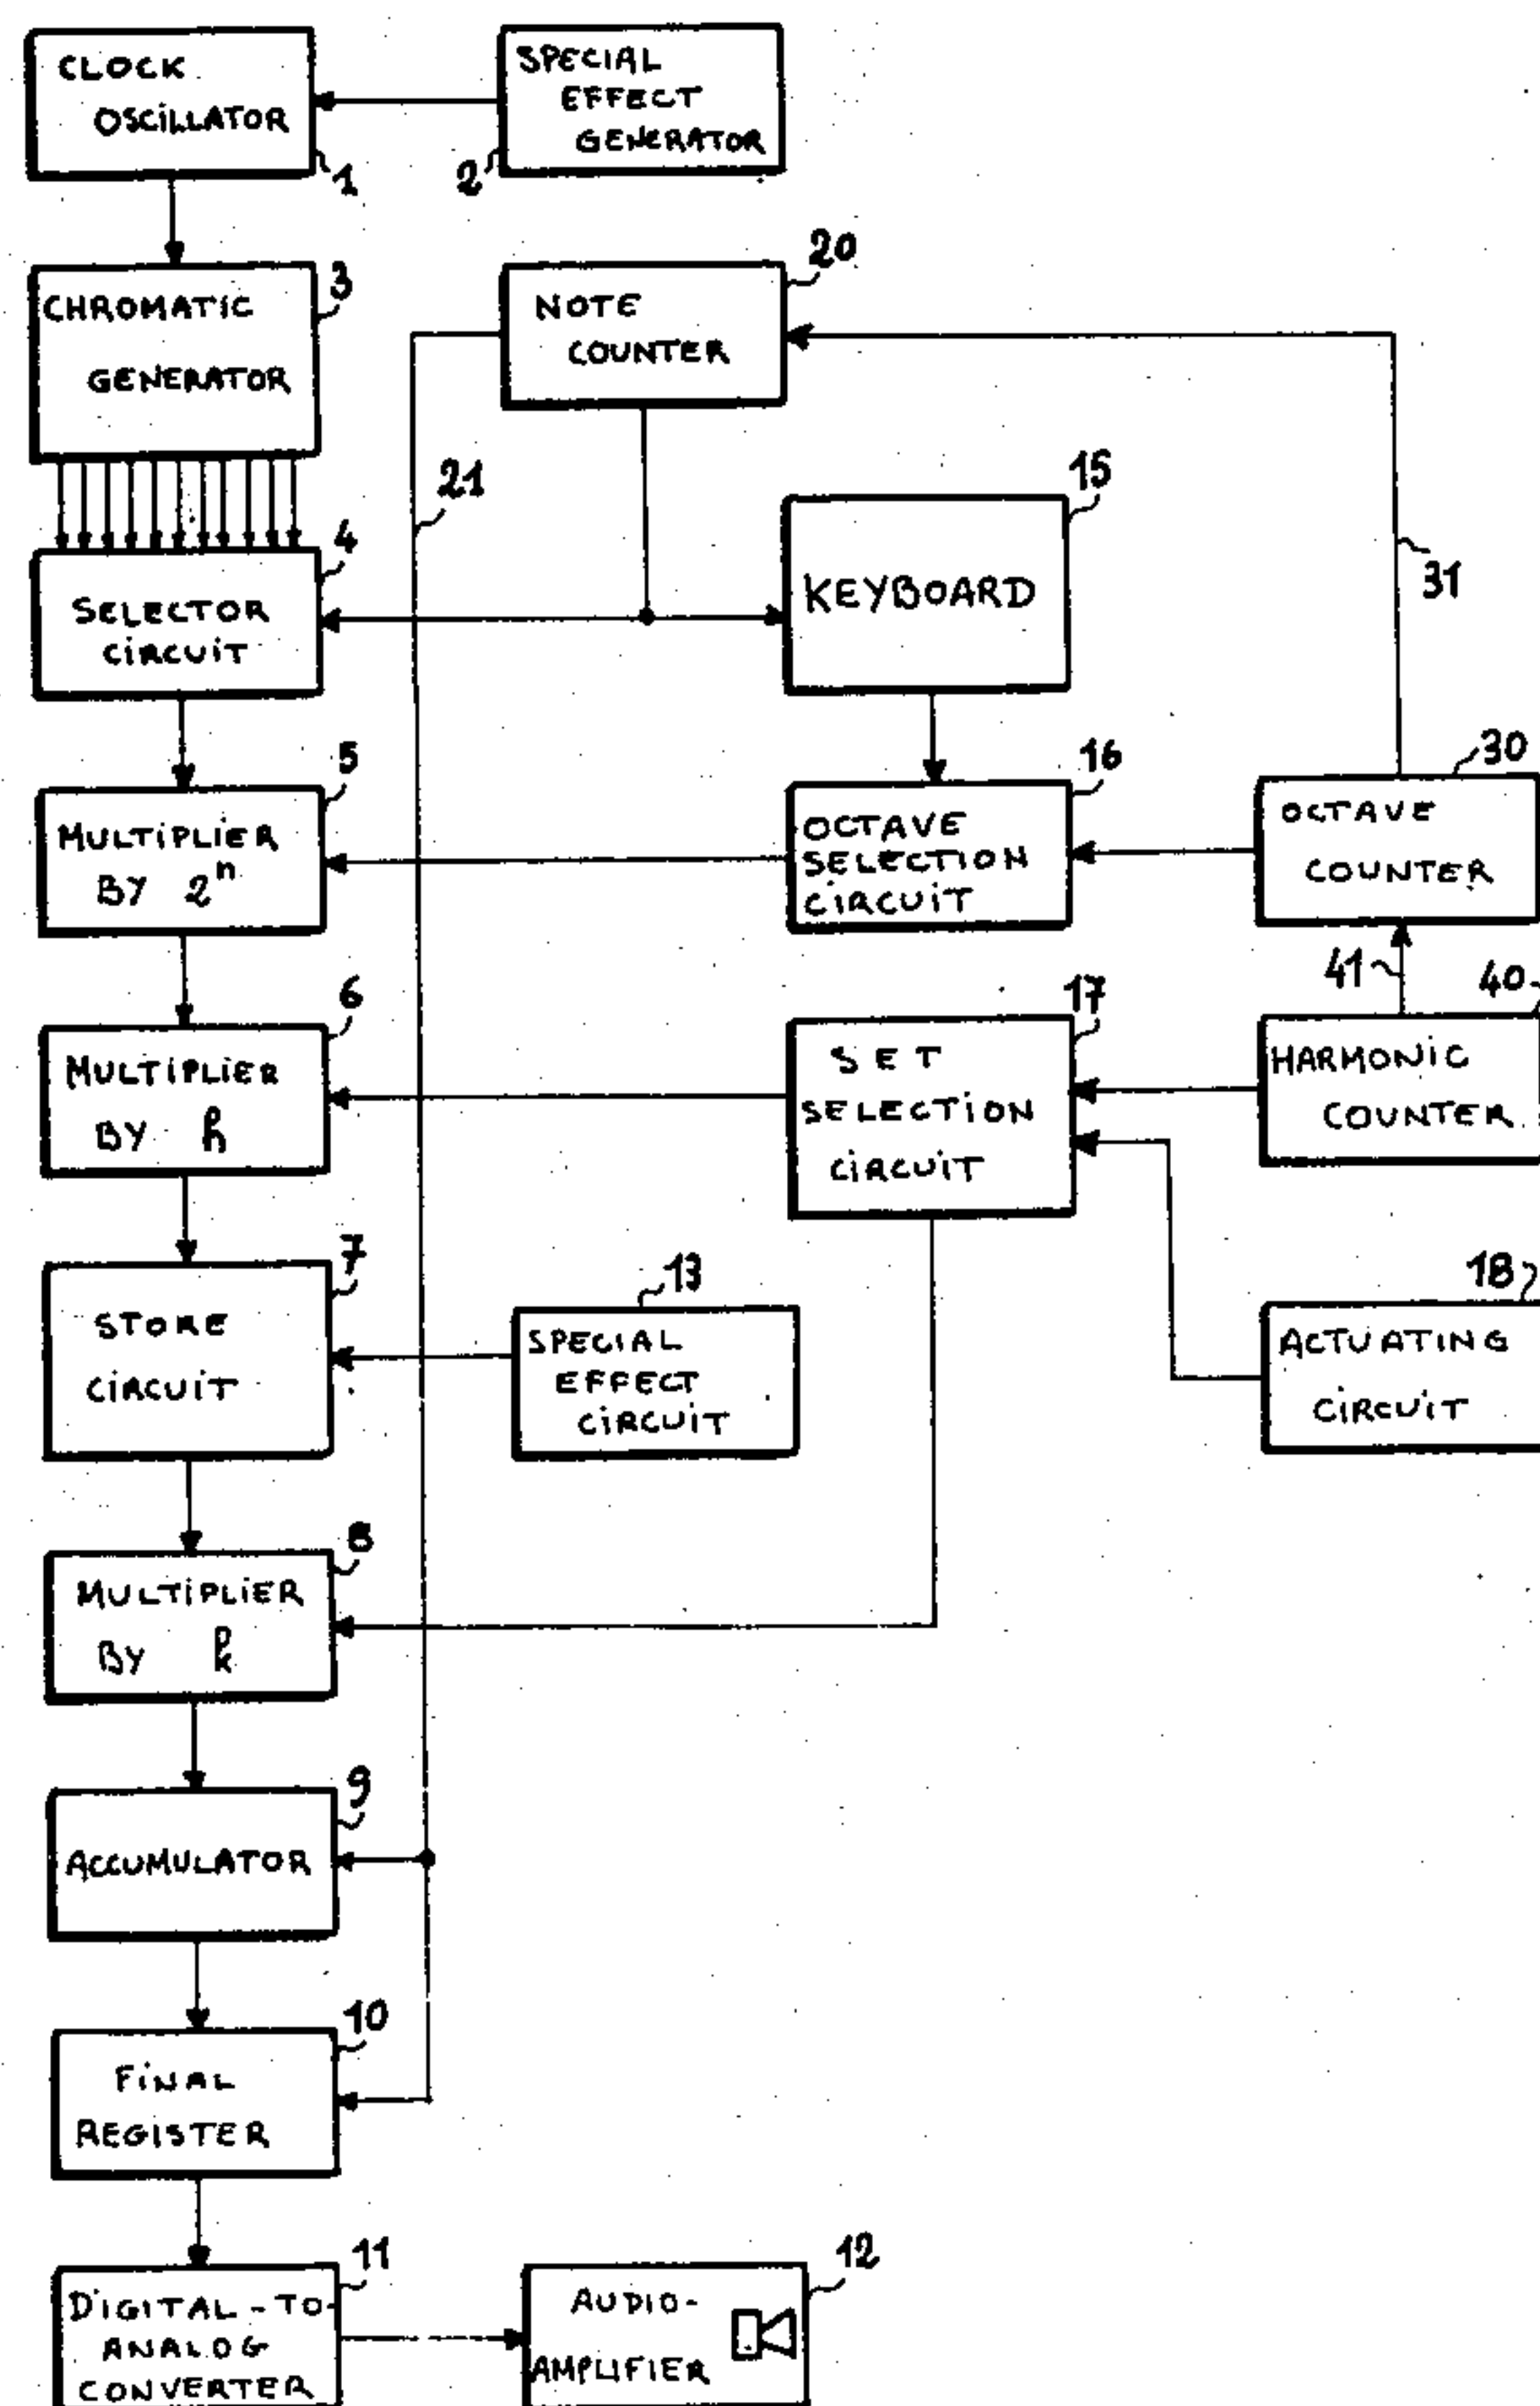 CLOCK
OSCILLATOR
1
SPECIAL
EFFECT
GENERATOR
2
CHROMATIC
GENERATOR
3
NOTE
COUNTER
20
21
SELECTOR
CIRCUIT
4
KEYBOARD
15
31
MULTIPLIER
BY 2ⁿ
5
OCTAVE
SELECTION
CIRCUIT
16
OCTAVE
COUNTER
30
41
MULTIPLIER
BY h
6
SET
SELECTION
CIRCUIT
17
HARMONIC
COUNTER
40
STORE
CIRCUIT
7
SPECIAL
EFFECT
CIRCUIT
13
ACTUATING
CIRCUIT
18
MULTIPLIER
BY k
8
ACCUMULATOR
9
FINAL
REGISTER
10
DIGITAL-TO-
ANALOG
CONVERTER
11
AUDIO-
AMPLIFIER
12